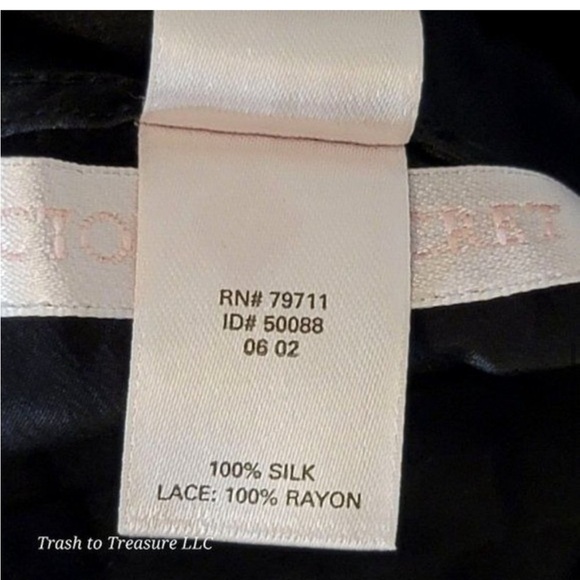 RN# 79711
ID# 50088
06 02
100% SILK
LACE: 100% RAYON
Trash to Treasure LLC